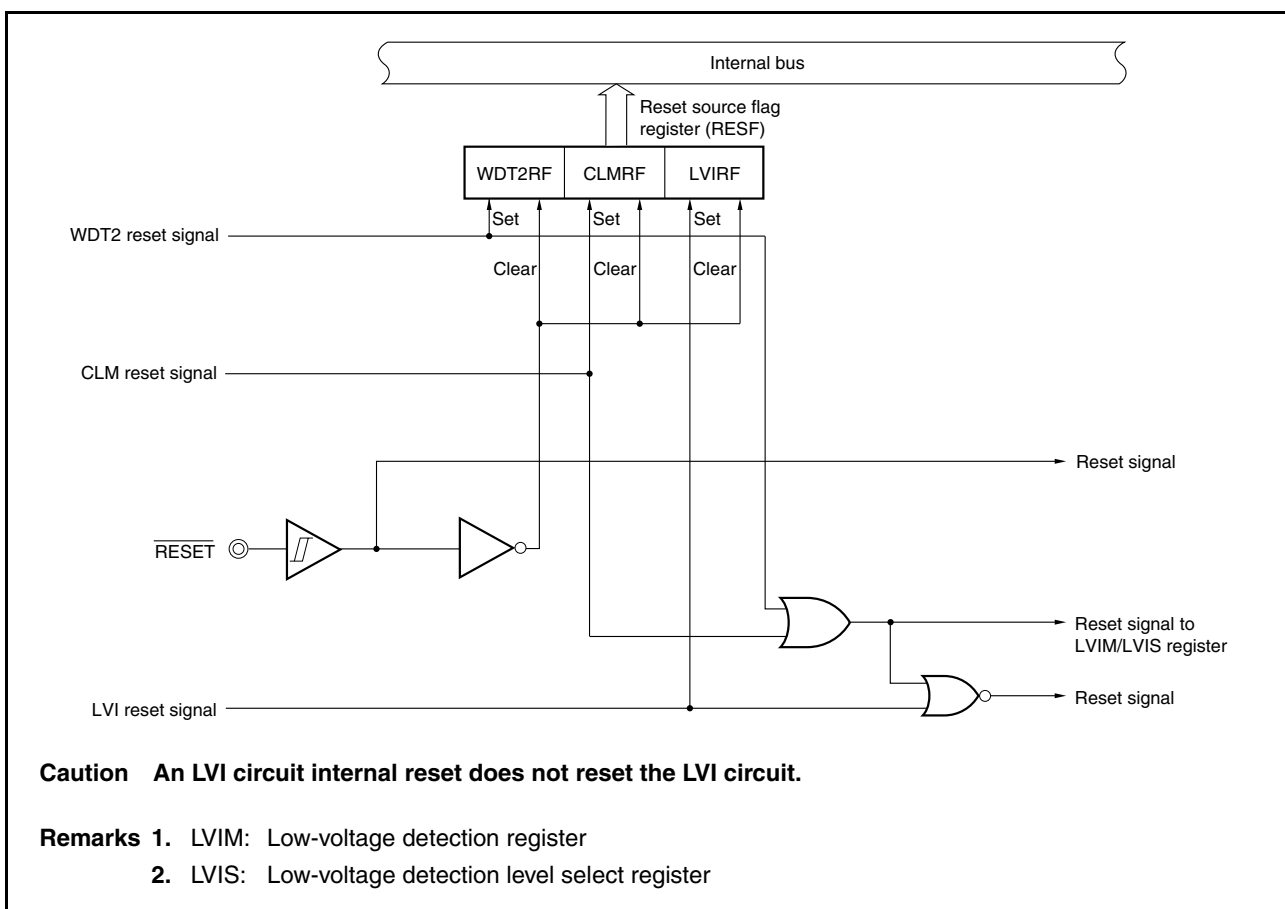 Internal bus
Reset source flag
register (RESF)
WDT2RF CLMRF LVIRF
Set Set Set
WDT2 reset signal
Clear Clear Clear
CLM reset signal
Reset signal
RESET
Reset signal to
LVIM/LVIS register
Reset signal
LVI reset signal
Caution An LVI circuit internal reset does not reset the LVI circuit.
Remarks 1. LVIM: Low-voltage detection register
2. LVIS: Low-voltage detection level select register